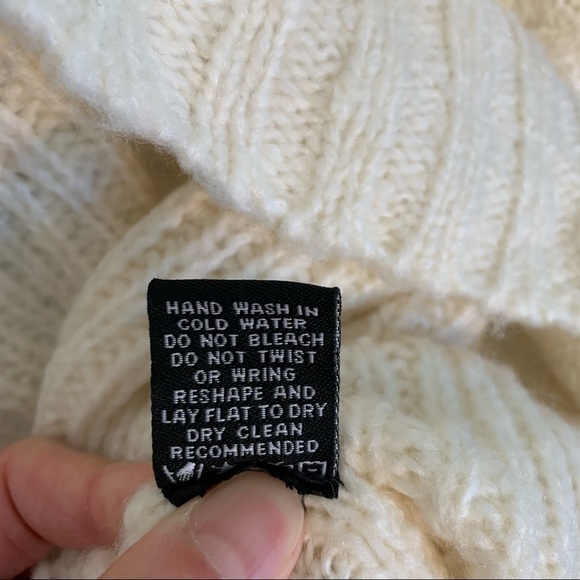 HAND WASH IN
COLD WATER
DO NOT BLEACH
DO NOT TWIST
OR WRING
RESHAPE AND
LAY FLAT TO DRY
DRY CLEAN
RECOMMENDED